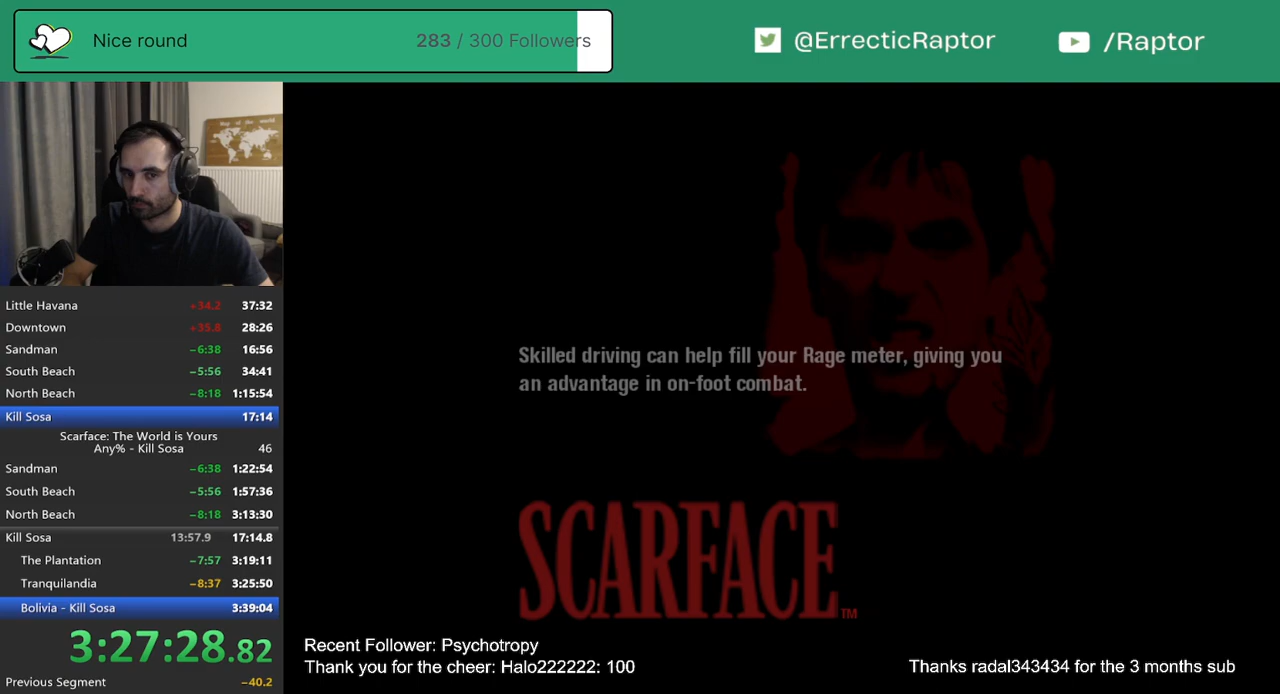 Nice round
283 / 300 Followers
@ErrecticRaptor
/Raptor
Little Havana +34.2 37:32
Downtown +35.8 28:26
Sandman −6:38 16:56
South Beach −5:56 34:41
North Beach −8:18 1:15:54
Kill Sosa 17:14
Scarface: The World is Yours
Any% - Kill Sosa 46
Sandman −6:38 1:22:54
South Beach −5:56 1:57:36
North Beach −8:18 3:13:30
Kill Sosa 13:57.9 17:14.8
The Plantation −7:57 3:19:11
Tranquilandia −8:37 3:25:50
Bolivia - Kill Sosa 3:39:04
3:27:28.82
Previous Segment −40.2
Skilled driving can help fill your Rage meter, giving you
an advantage in on-foot combat.
SCARFACE™
Recent Follower: Psychotropy
Thank you for the cheer: Halo222222: 100
Thanks radal343434 for the 3 months sub